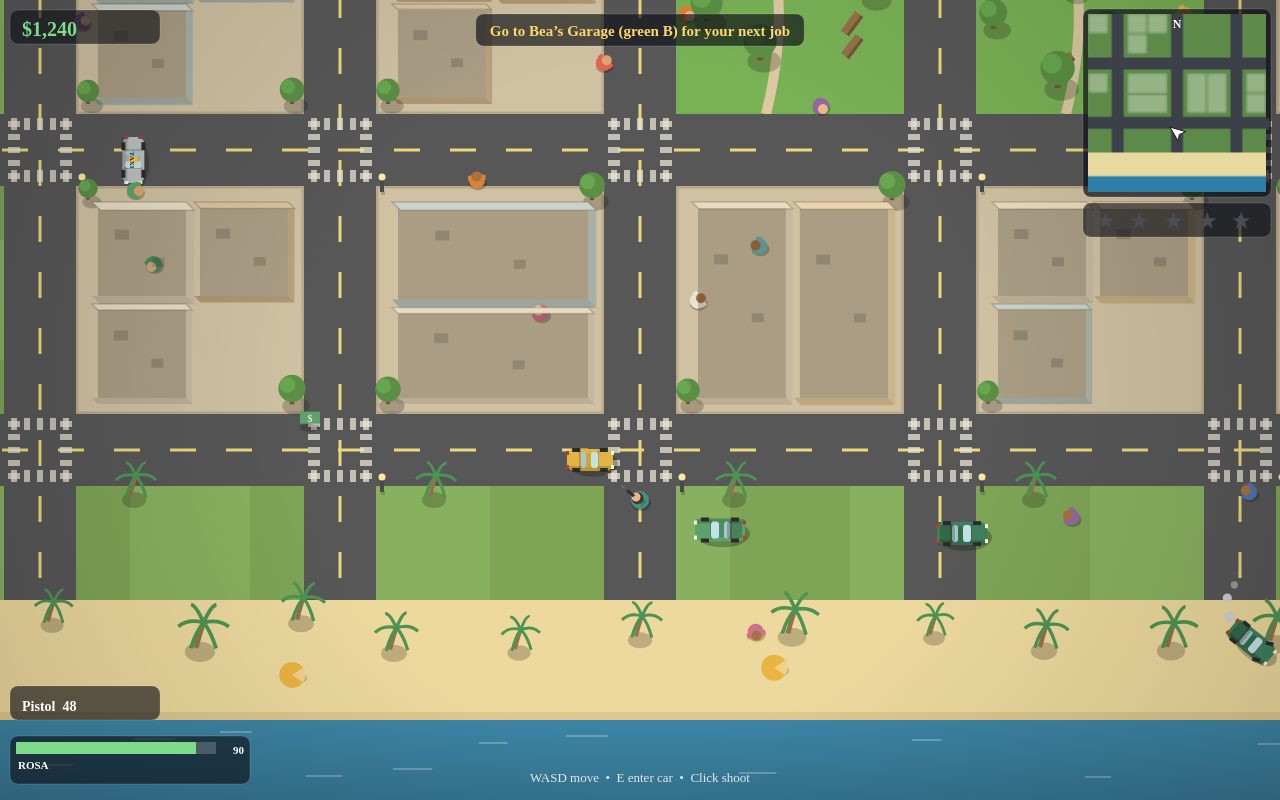 $1,240
Go to Bea's Garage (green B) for your next job
N
$
Pistol 48
90
ROSA
WASD move • E enter car • Click shoot